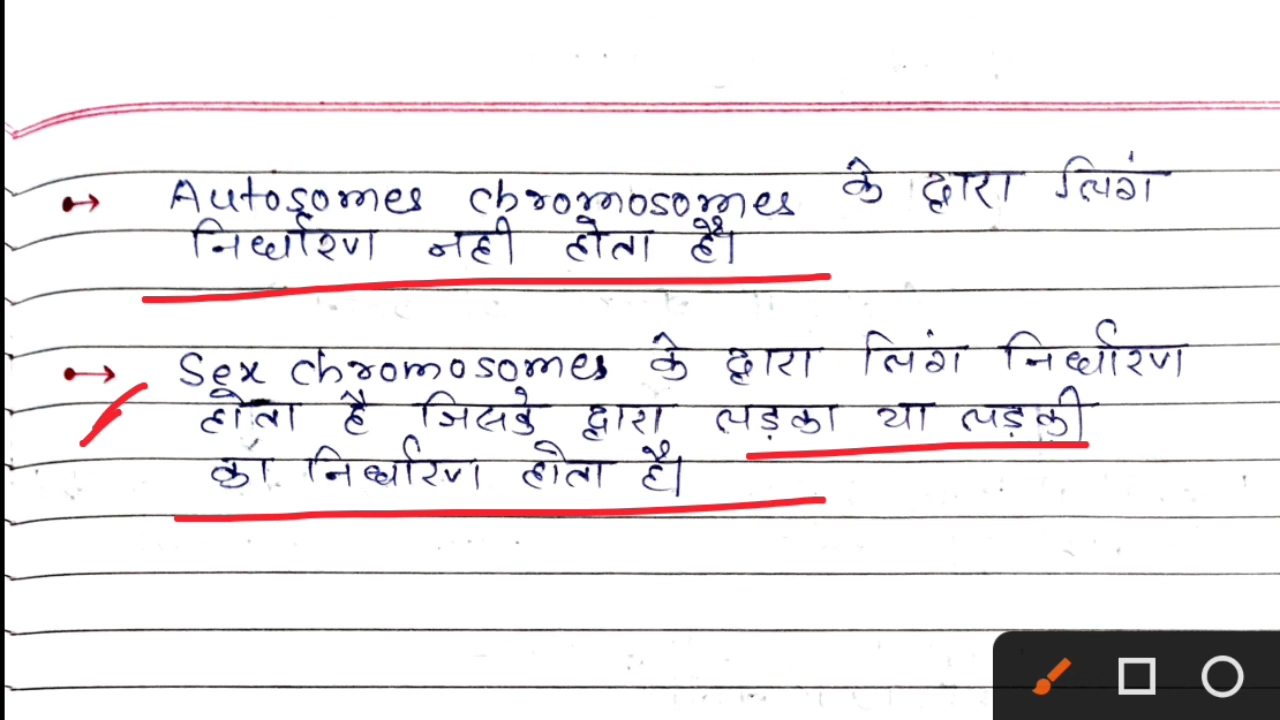 Autosomes chromosomes के द्वारा लिंग
निर्धारण नही होता है।
Sex chromosomes के द्वारा लिंग निर्धारण
होता है जिसके द्वारा लड़का या लड़की
का निर्धारण होता है।